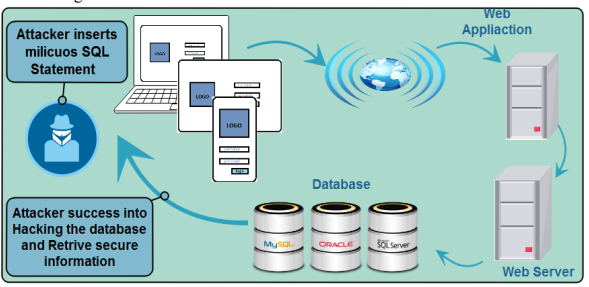 Attacker inserts
milicuos SQL
Statement
LOGO
LOGO
LOGO
Web
Appliaction
Attacker success into
Hacking the database
and Retrive secure
information
Database
MySQL
ORACLE
SQL Server
Web Server